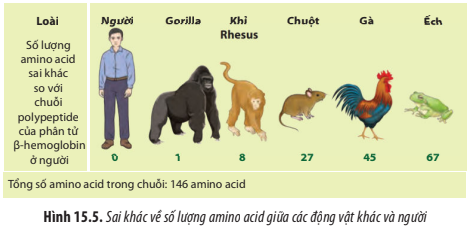 Loài
Người
Gorilla
Khỉ
Rhesus
Chuột
Gà
Ếch
Số lượng
amino acid
sai khác
so với
chuỗi
polypeptide
của phân tử
β-hemoglobin
ở người
0
1
8
27
45
67
Tổng số amino acid trong chuỗi: 146 amino acid
Hình 15.5. Sai khác về số lượng amino acid giữa các động vật khác và người